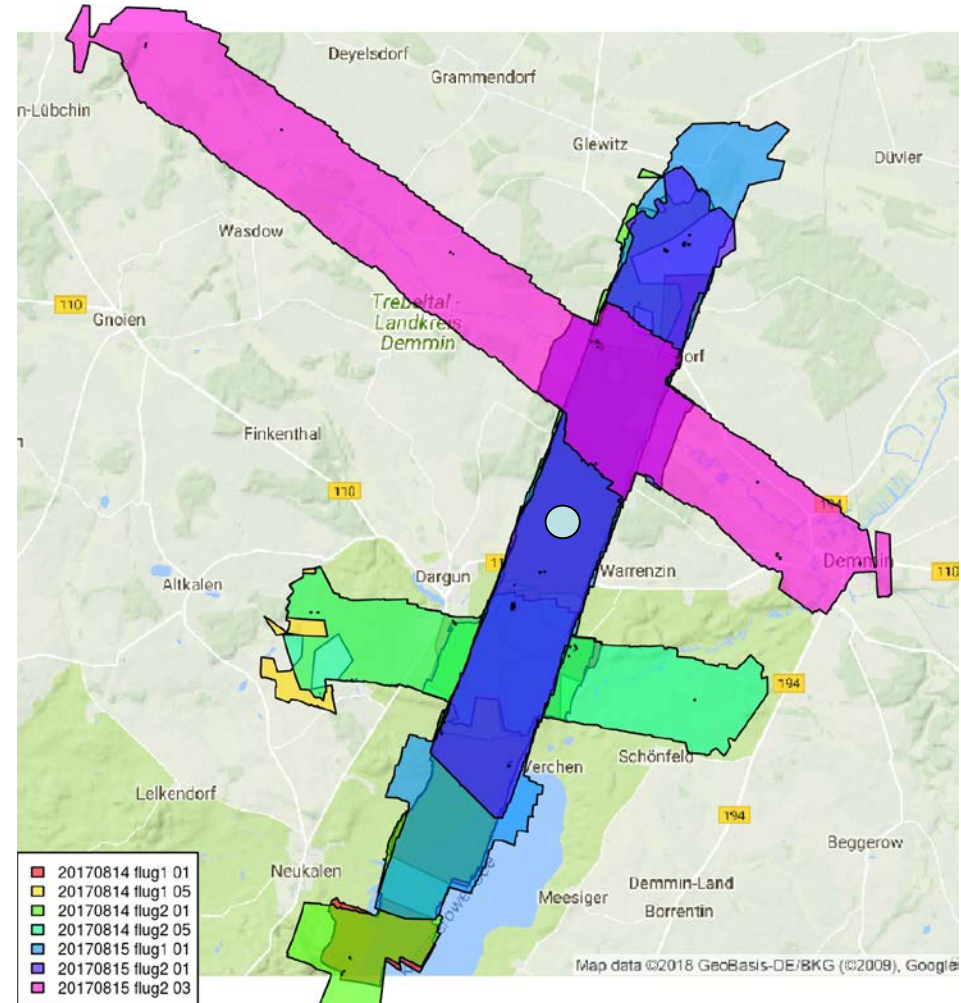 Deyelsdorf
Grammendorf
n-Lübchin
Glewitz
Düvier
Wasdow
Trebeltal -
Landkreis
Demmin
110
Gnoien
orf
Finkenthal
110
194
Demmin
110
11
Warrenzin
Dargun
Altkalen
194
Schönfeld
Verchen
Lelkendorf
194
Beggerow
Neukalen
Meesiger
Demmin-Land
Borrentin
20170814 flug1 01
20170814 flug1 05
20170814 flug2 01
20170814 flug2 05
20170815 flug1 01
20170815 flug2 01
20170815 flug2 03
Map data ©2018 GeoBasis-DE/BKG (©2009), Google